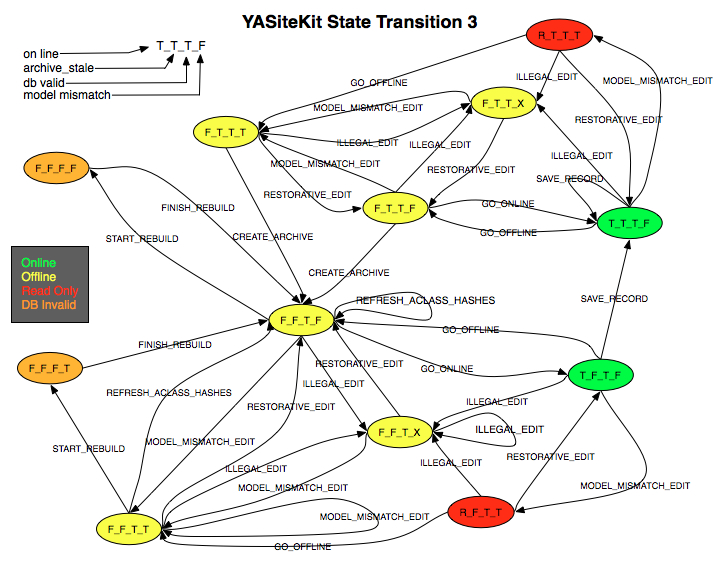 YASiteKit State Transition 3
on line
T_T_T_F
archive_stale
db valid
model mismatch
R_T_T_T
GO_OFFLINE
ILLEGAL_EDIT
MODEL_MISMATCH_EDIT
MODEL_MISMATCH_EDIT
F_T_T_X
RESTORATIVE_EDIT
F_T_T_T
ILLEGAL_EDIT
ILLEGAL_EDIT
ILLEGAL_EDIT
MODEL_MISMATCH_EDIT
F_F_F_F
RESTORATIVE_EDIT
SAVE_RECORD
RESTORATIVE_EDIT
FINISH_REBUILD
F_T_T_F
GO_ONLINE
T_T_T_F
GO_OFFLINE
START_REBUILD
CREATE_ARCHIVE
Online
Offline
Read Only
DB Invalid
CREATE_ARCHIVE
REFRESH_ACLASS_HASHES
SAVE_RECORD
F_F_T_F
GO_OFFLINE
FINISH_REBUILD
F_F_F_T
RESTORATIVE_EDIT
GO_ONLINE
T_F_T_F
ILLEGAL_EDIT
REFRESH_ACLASS_HASHES
RESTORATIVE_EDIT
ILLEGAL_EDIT
F_F_T_X
ILLEGAL_EDIT
START_REBUILD
MODEL_MISMATCH_EDIT
RESTORATIVE_EDIT
ILLEGAL_EDIT
ILLEGAL_EDIT
MODEL_MISMATCH_EDIT
MODEL_MISMATCH_EDIT
R_F_T_T
MODEL_MISMATCH_EDIT
F_F_T_T
GO_OFFLINE